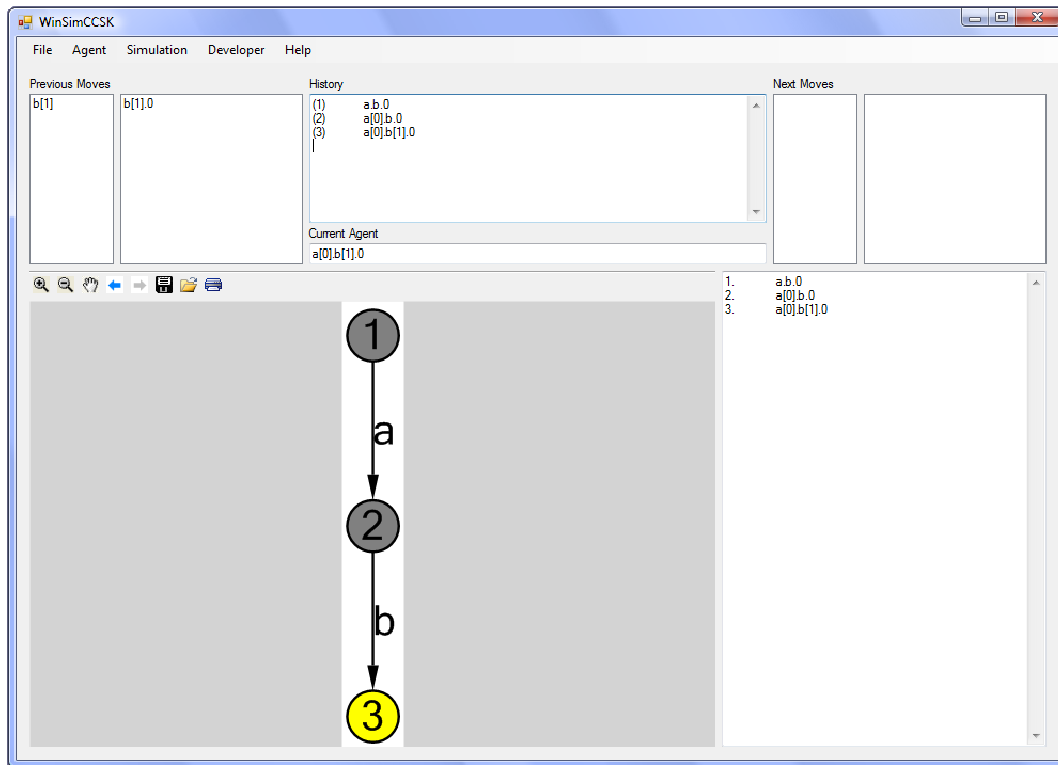 WinSimCCSK
File Agent Simulation Developer Help
Previous Moves
b[1]
b[1].0
History
(1) a.b.0
(2) a[0].b.0
(3) a[0].b[1].0
Current Agent
a[0].b[1].0
Next Moves
1. a.b.0
2. a[0].b.0
3. a[0].b[1].0
1
a
2
b
3